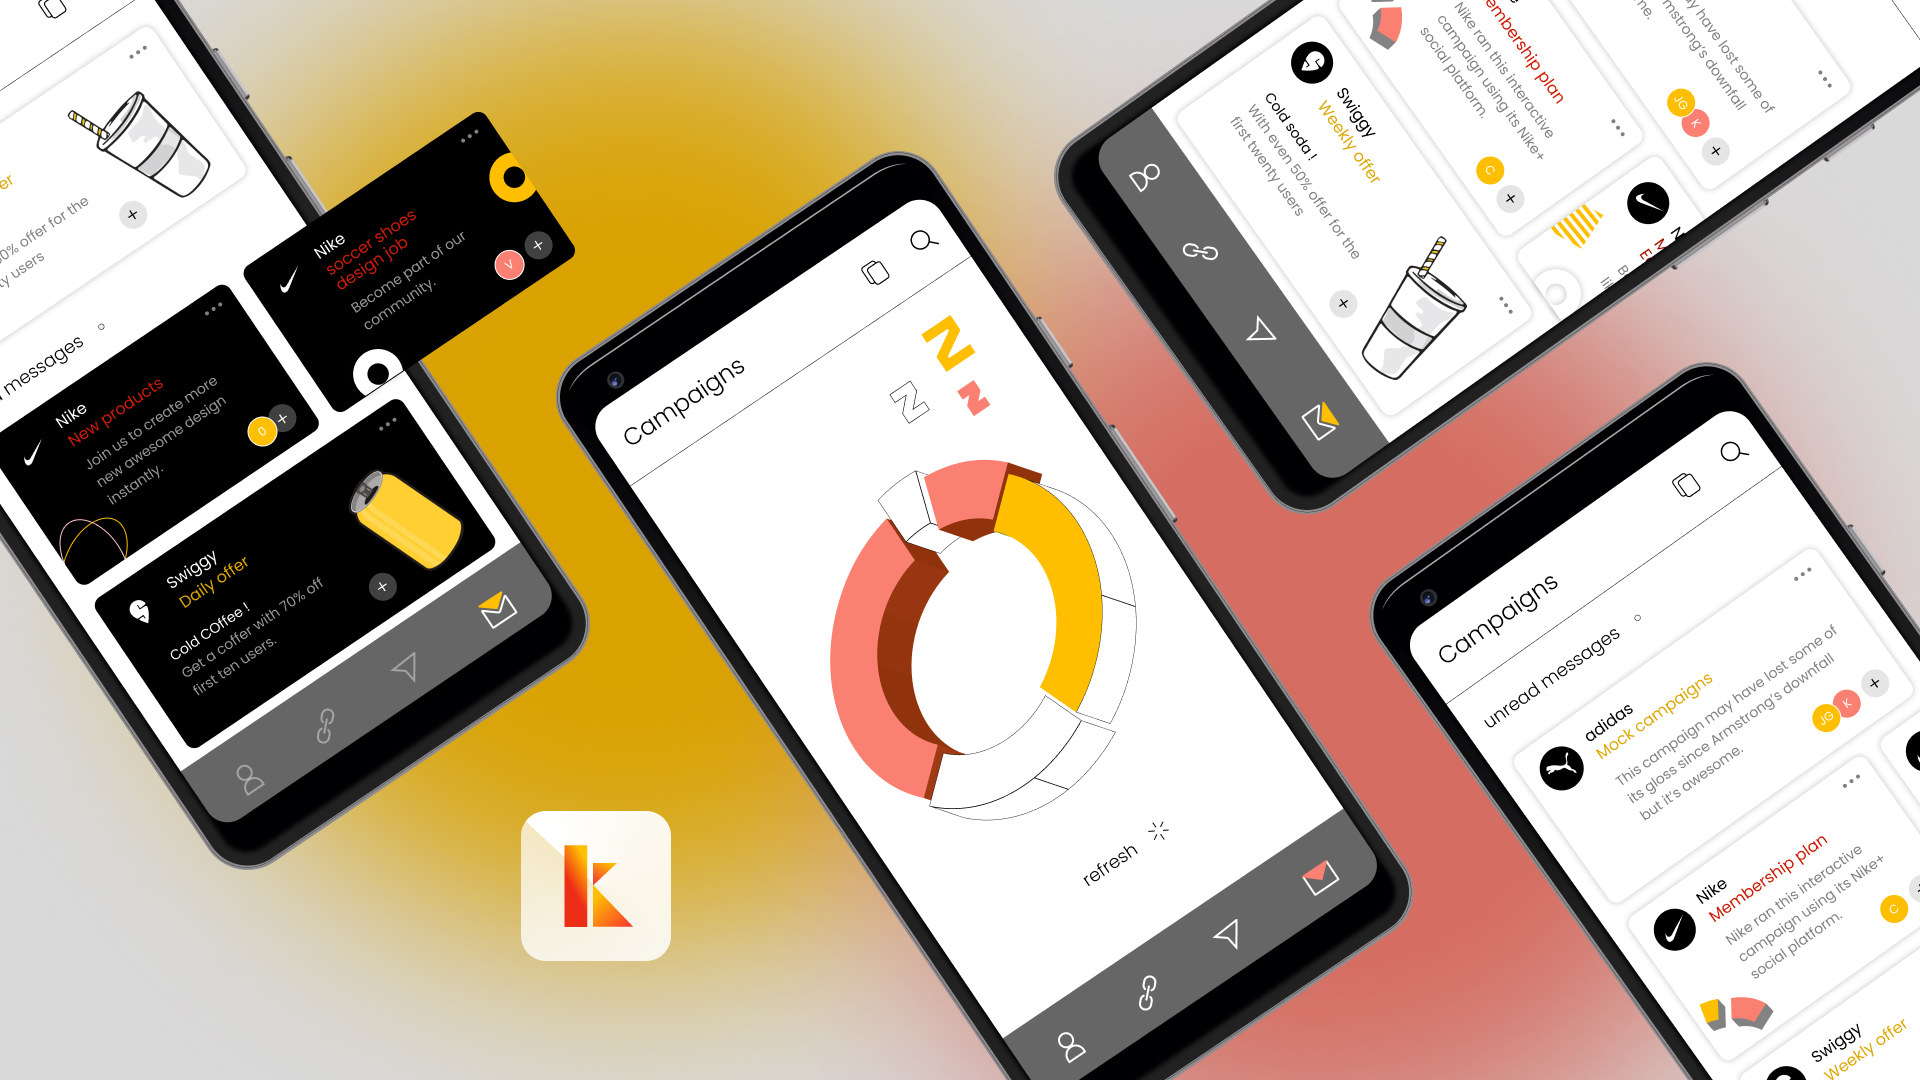 er
0% offer for the
ty users
messages
Nike
soccer shoes
design job
Become part of our
community.
V
Nike
New products
Join us to create more
new awesome design
instantly.
0
Swiggy
Daily offer
Cold COffee !
Get a coffer with 70% off
first ten users.
Campaigns
N
N
N
refresh
k
Swiggy
Weekly offer
Cold soda !
With even 50% offer for the
first twenty users
embership plan
Nike ran this interactive
campaign using its Nike+
social platform.
C
y have lost some of
mstrong's downfall
me.
JG
K
Campaigns
unread messages
adidas
Mock campaigns
This campaign may have lost some of
its gloss since Armstrong's downfall
but it's awesome.
JG
K
Nike
Membership plan
Nike ran this interactive
campaign using its Nike+
social platform.
C
Swiggy
Weekly offer